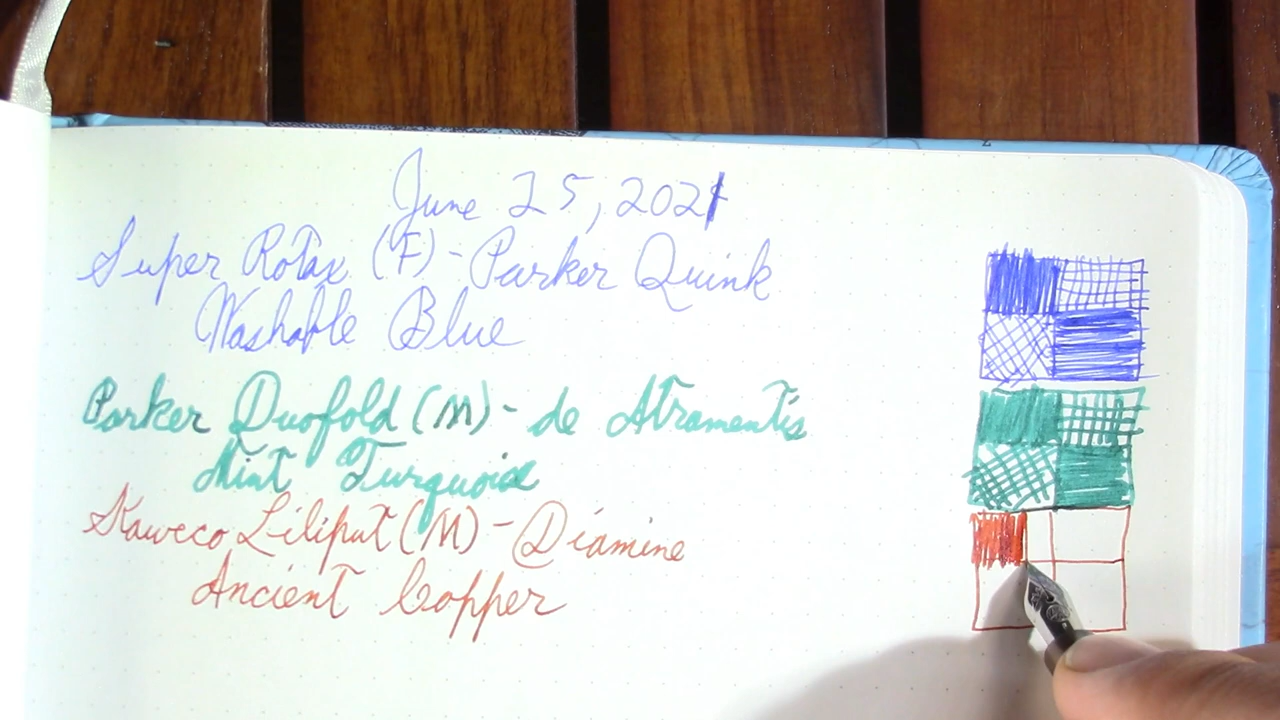 June 25, 2021
Super Rotax (F) - Parker Quink
Washable Blue
Parker Duofold (M) - de Atramentis
Mint Turquoise
Kaweco Liliput (M) - Diamine
Ancient Copper